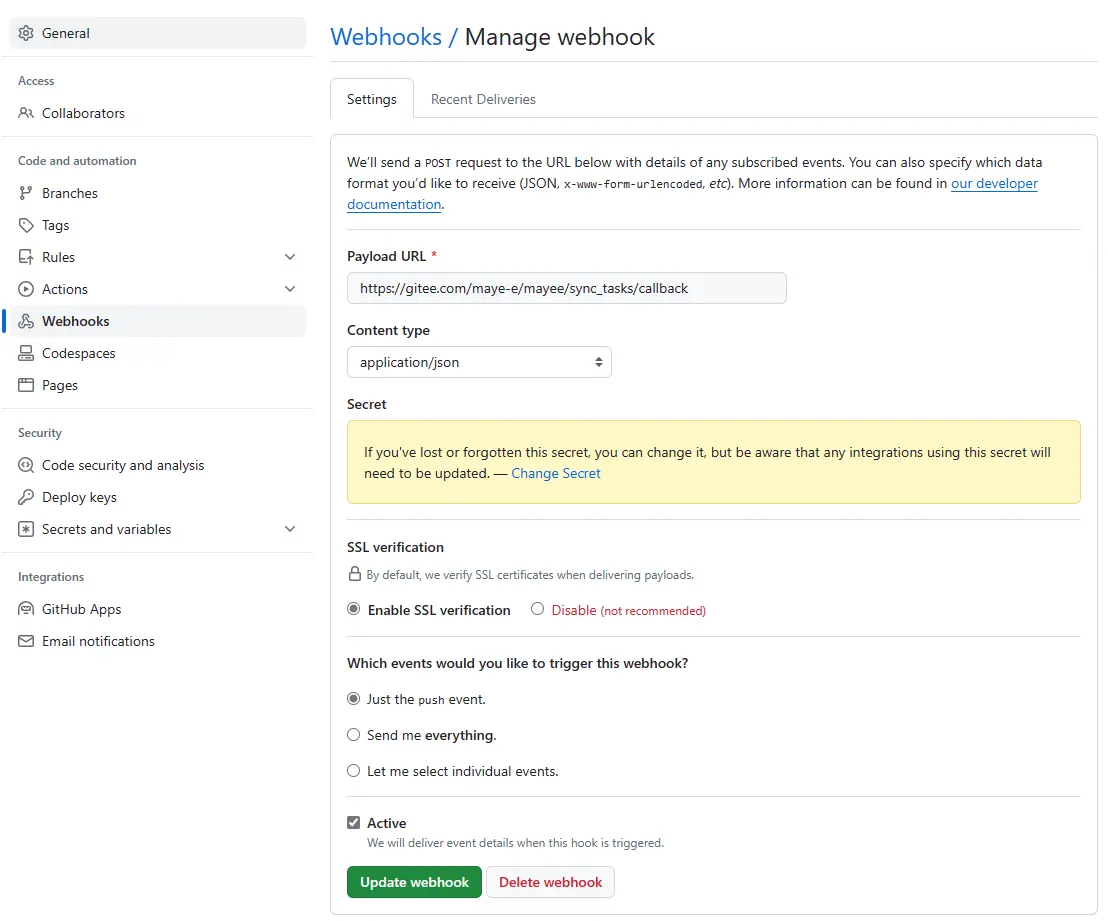 General
Access
Collaborators
Code and automation
Branches
Tags
Rules
Actions
Webhooks
Codespaces
Pages
Security
Code security and analysis
Deploy keys
Secrets and variables
Integrations
GitHub Apps
Email notifications
Webhooks / Manage webhook
Settings
Recent Deliveries
We’ll send a POST request to the URL below with details of any subscribed events. You can also specify which data
format you’d like to receive (JSON, x-www-form-urlencoded, etc). More information can be found in our developer
documentation.
Payload URL *
https://gitee.com/maye-e/mayee/sync_tasks/callback
Content type
application/json
Secret
If you've lost or forgotten this secret, you can change it, but be aware that any integrations using this secret will
need to be updated. — Change Secret
SSL verification
By default, we verify SSL certificates when delivering payloads.
Enable SSL verification
Disable (not recommended)
Which events would you like to trigger this webhook?
Just the push event.
Send me everything.
Let me select individual events.
Active
We will deliver event details when this hook is triggered.
Update webhook
Delete webhook